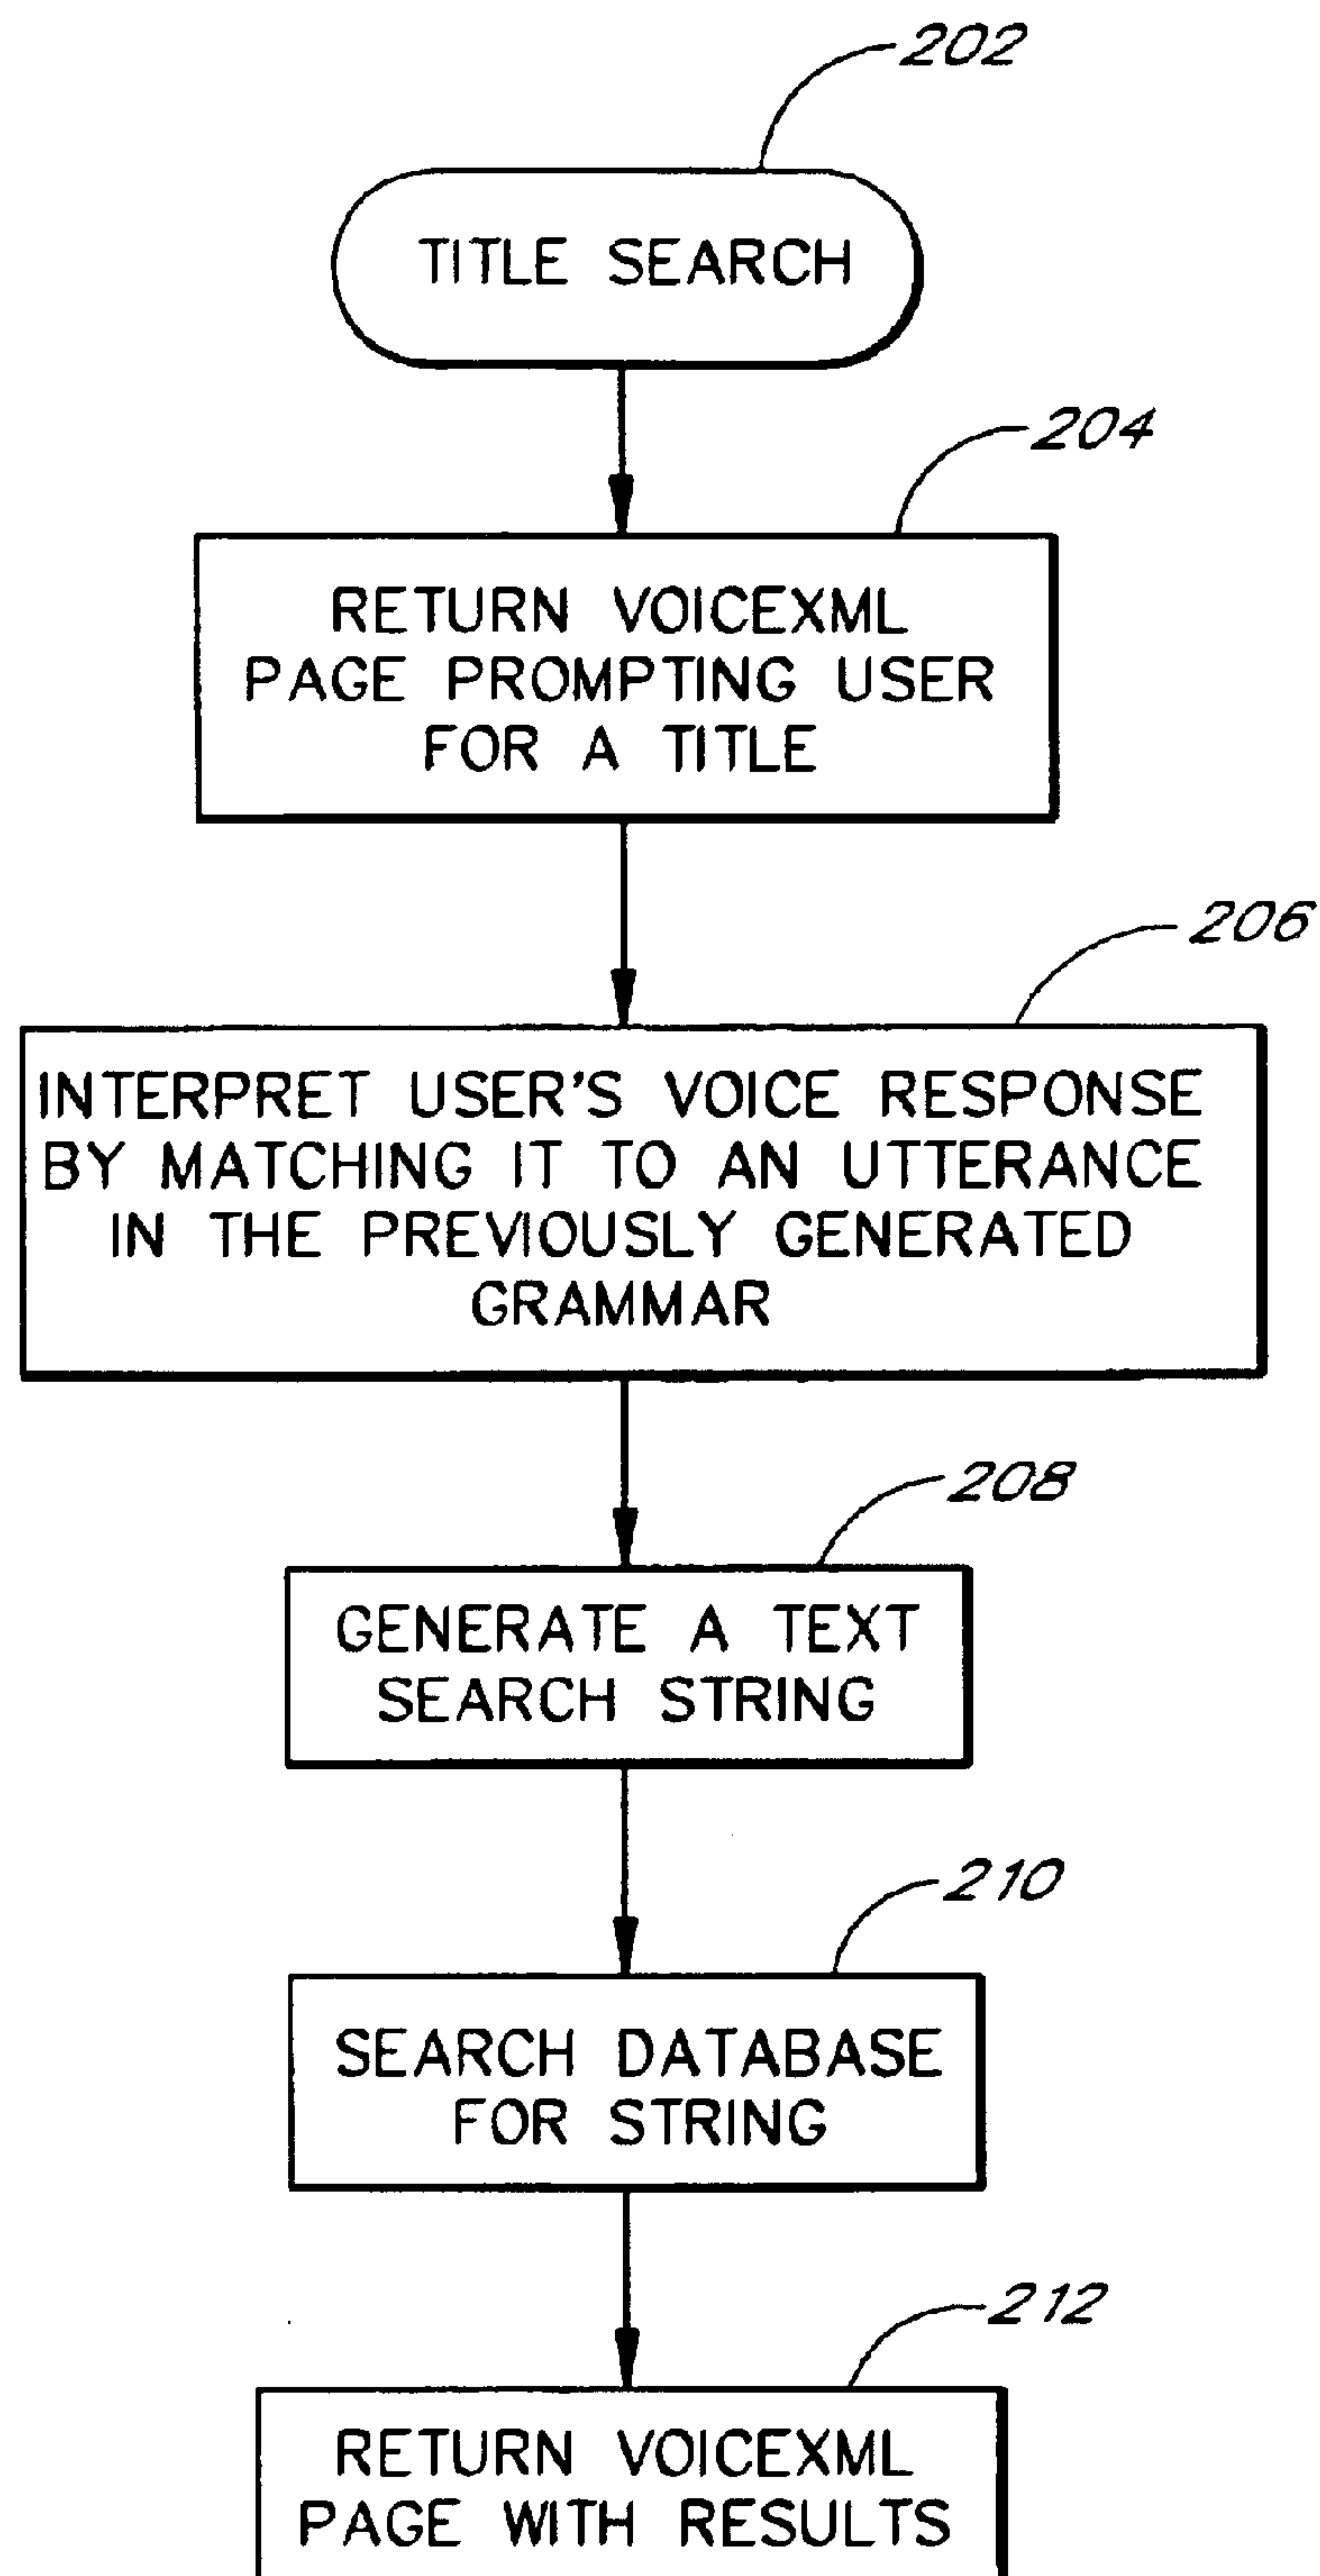 202
TITLE SEARCH
204
RETURN VOICEXML
PAGE PROMPTING USER
FOR A TITLE
206
INTERPRET USER'S VOICE RESPONSE
BY MATCHING IT TO AN UTTERANCE
IN THE PREVIOUSLY GENERATED
GRAMMAR
208
GENERATE A TEXT
SEARCH STRING
210
SEARCH DATABASE
FOR STRING
212
RETURN VOICEXML
PAGE WITH RESULTS